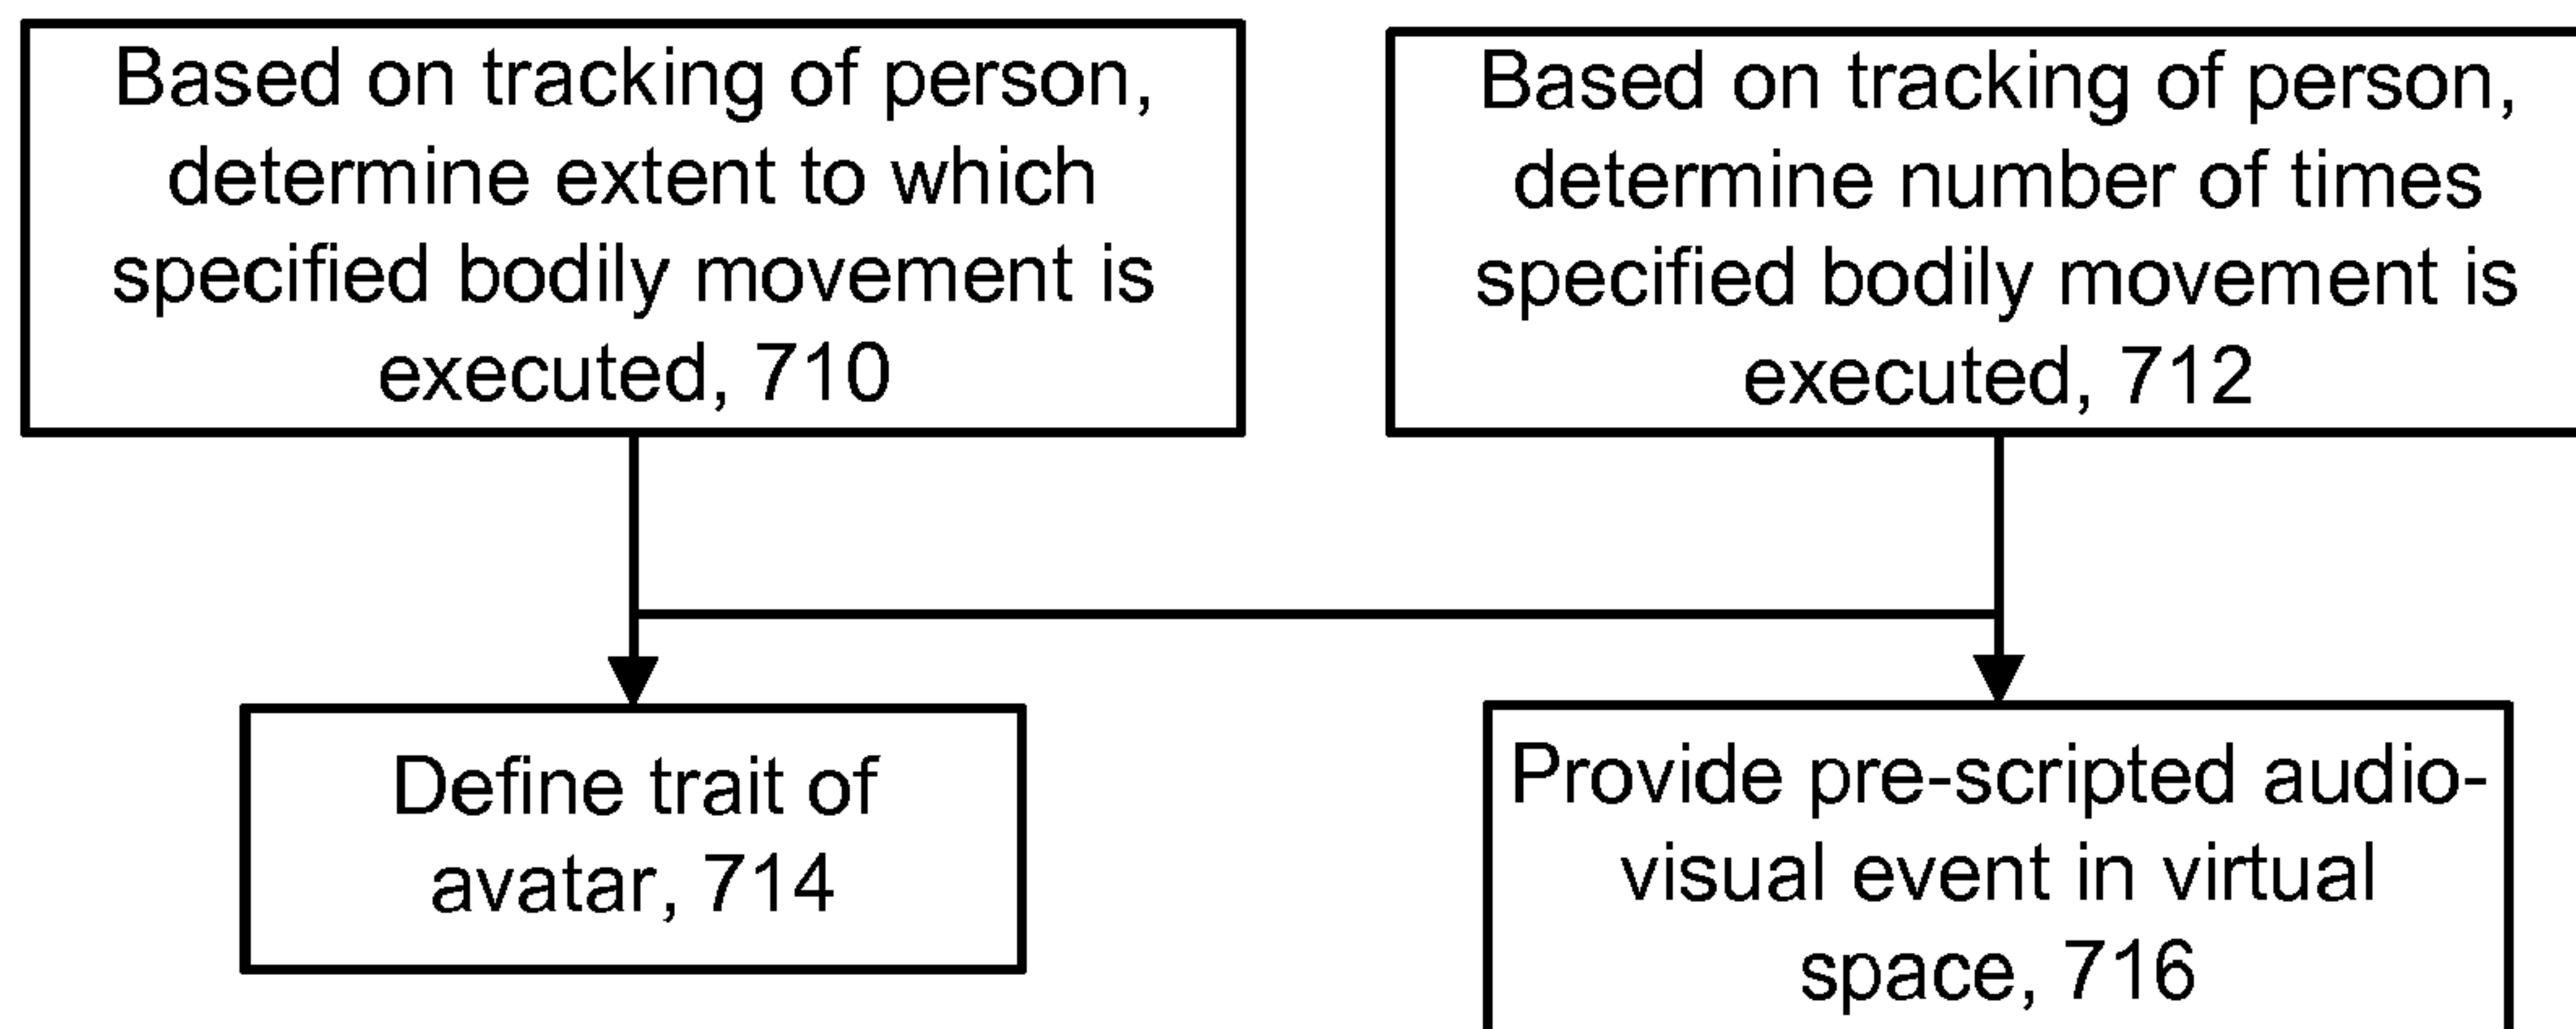 Based on tracking of person,
determine extent to which
specified bodily movement is
executed, 710
Based on tracking of person,
determine number of times
specified bodily movement is
executed, 712
Define trait of
avatar, 714
Provide pre-scripted audio-
visual event in virtual
space, 716